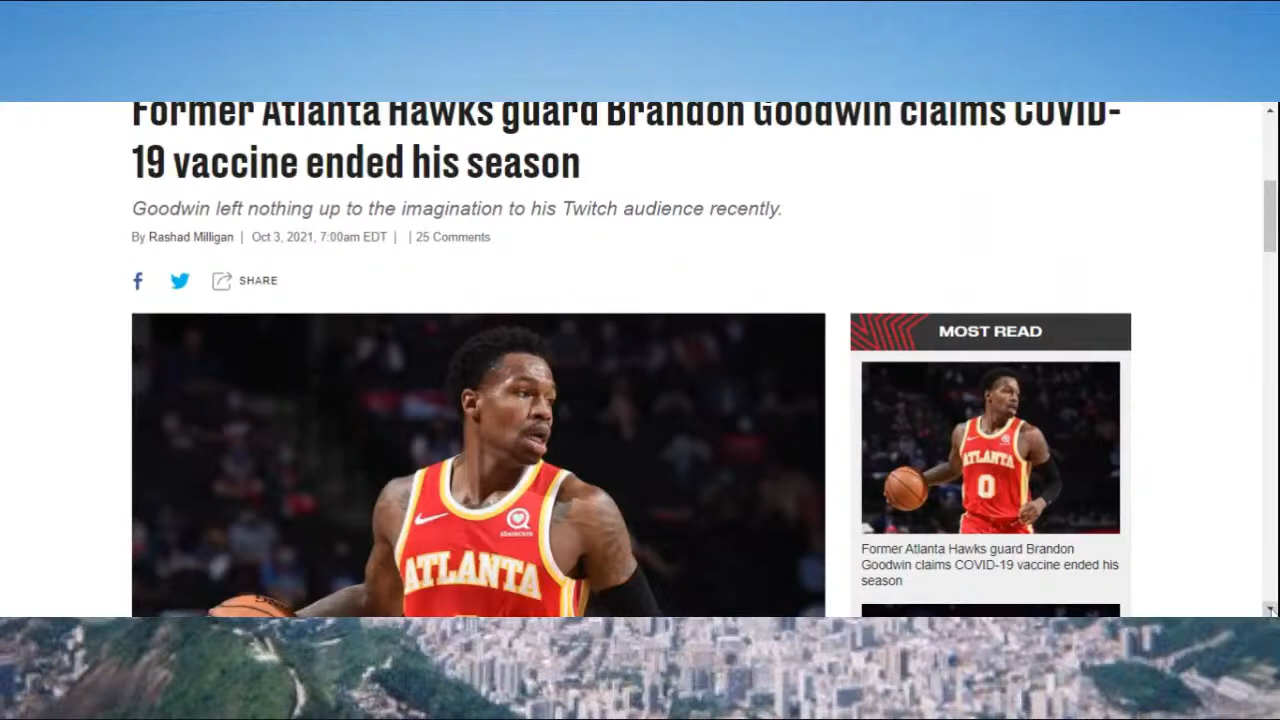 Former Atlanta Hawks guard Brandon Goodwin claims COVID-
19 vaccine ended his season
Goodwin left nothing up to the imagination to his Twitch audience recently.
By Rashad Milligan | Oct 3, 2021, 7:00am EDT | | 25 Comments
SHARE
MOST READ
ATLANTA
0
Former Atlanta Hawks guard Brandon
Goodwin claims COVID-19 vaccine ended his
season
sharecare
ATLANTA